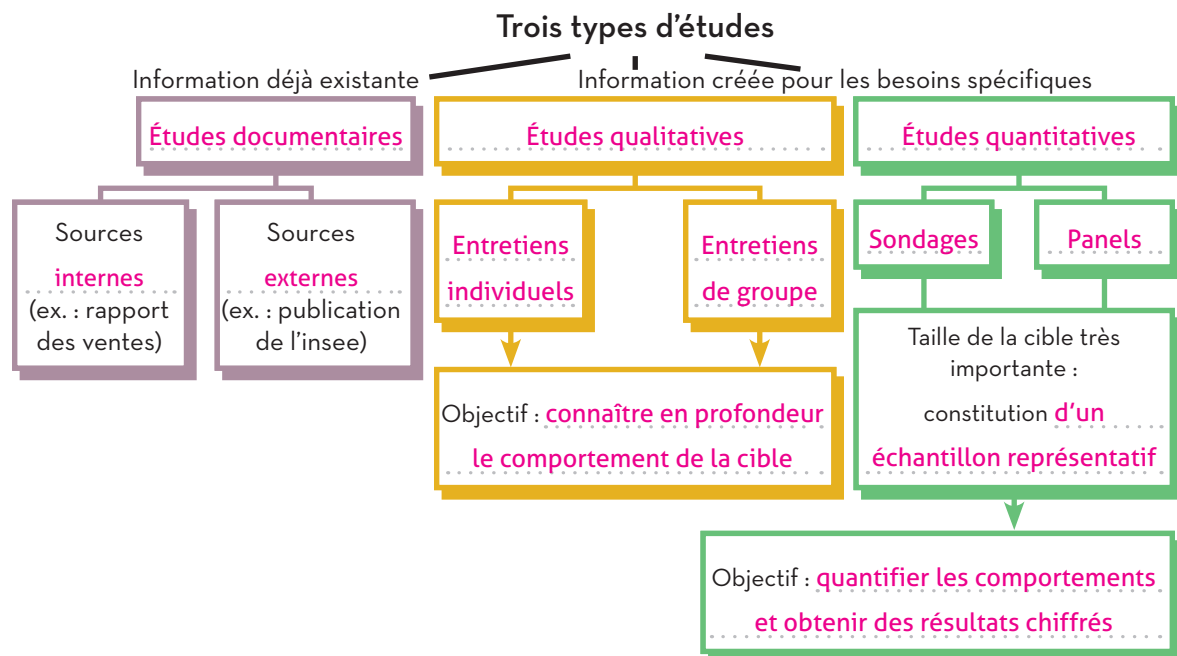 Trois types d'études
Information déjà existante
Information créée pour les besoins spécifiques
Études documentaires
Études qualitatives
Études quantitatives
Sources
internes
(ex. : rapport
des ventes)
Sources
externes
(ex. : publication
de l'insee)
Entretiens
individuels
Entretiens
de groupe
Sondages
Panels
Objectif : connaître en profondeur
le comportement de la cible
Taille de la cible très
importante :
constitution d'un
échantillon représentatif
Objectif : quantifier les comportements
et obtenir des résultats chiffrés